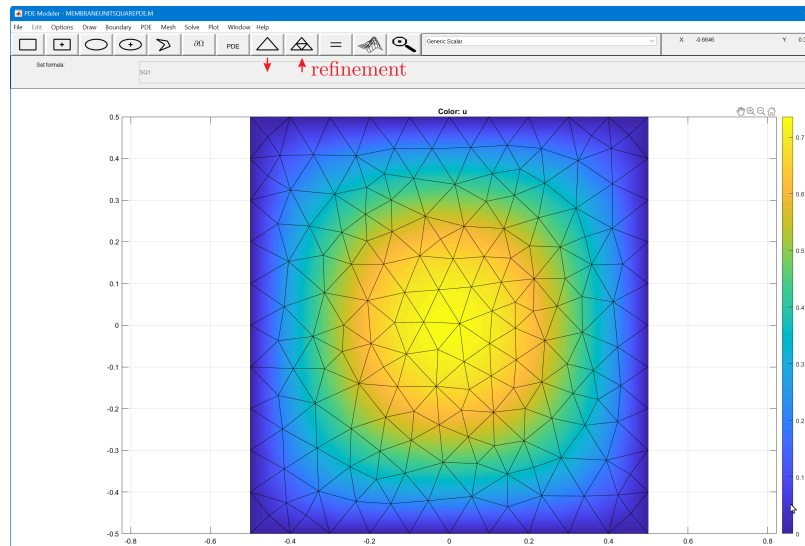 PDE Modeler - MEMBRANEUNITSQUAREPDE.M
File Edit Options Draw Boundary PDE Mesh Solve Plot Window Help
∂Ω PDE = Generic Scalar X: -0.6646 Y: 0.3
refinement
Set formula:
SQ1
Color: u
0.5
0.4
0.3
0.2
0.1
0
-0.1
-0.2
-0.3
-0.4
-0.5
-0.8 -0.6 -0.4 -0.2 0 0.2 0.4 0.6 0.8
0.7
0.6
0.5
0.4
0.3
0.2
0.1
0